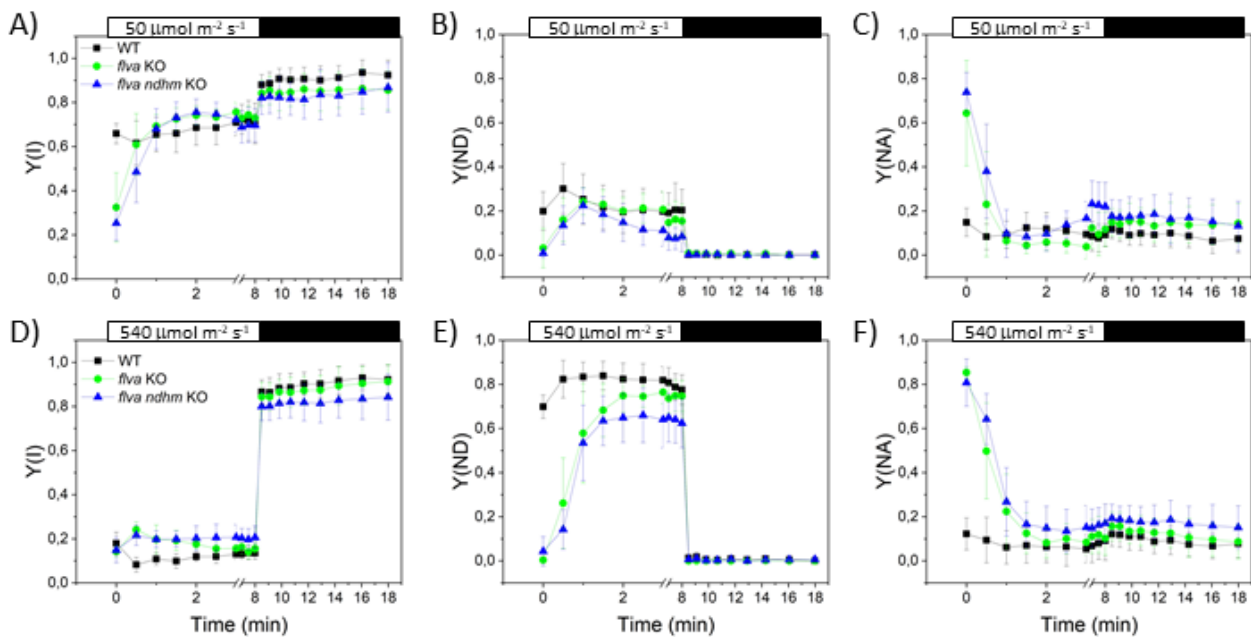 A)
50 μmol m⁻² s⁻¹
WT
flva KO
flva ndhm KO
Y(I)
1,0
0,8
0,6
0,4
0,2
0,0
0 2 8 10 12 14 16 18
B)
50 μmol m⁻² s⁻¹
Y(ND)
1,0
0,8
0,6
0,4
0,2
0,0
0 2 8 10 12 14 16 18
C)
50 μmol m⁻² s⁻¹
Y(NA)
1,0
0,8
0,6
0,4
0,2
0,0
0 2 8 10 12 14 16 18
D)
540 μmol m⁻² s⁻¹
WT
flva KO
flva ndhm KO
Y(I)
1,0
0,8
0,6
0,4
0,2
0,0
0 2 8 10 12 14 16 18
Time (min)
E)
540 μmol m⁻² s⁻¹
Y(ND)
1,0
0,8
0,6
0,4
0,2
0,0
0 2 8 10 12 14 16 18
Time (min)
F)
540 μmol m⁻² s⁻¹
Y(NA)
1,0
0,8
0,6
0,4
0,2
0,0
0 2 8 10 12 14 16 18
Time (min)